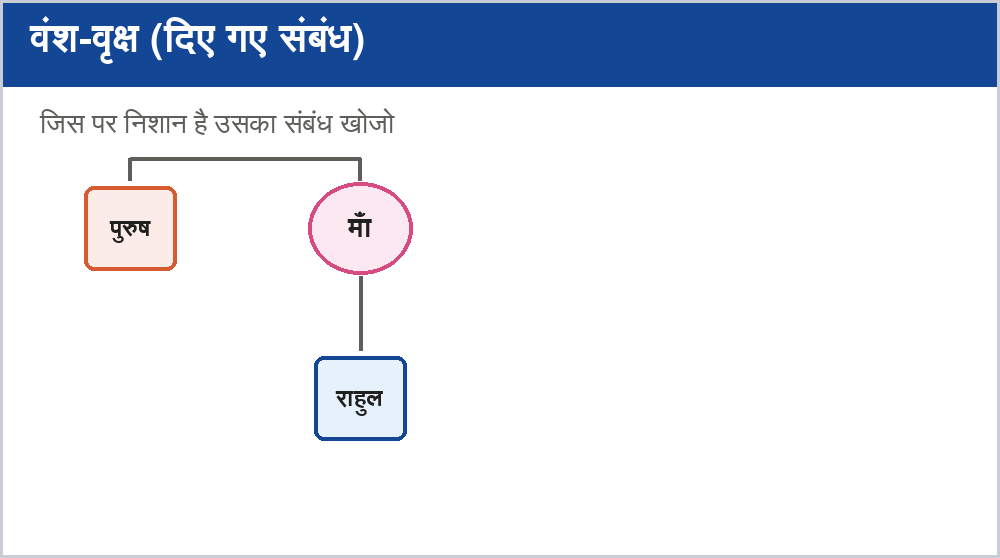 वंश-वृक्ष (दिए गए संबंध)
जिस पर निशान है उसका संबंध खोजो
पुरुष
माँ
राहुल